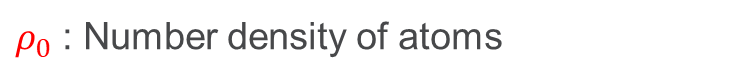 ρ₀ : Number density of atoms